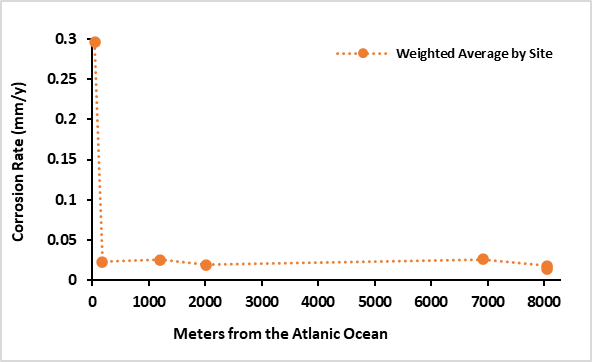 0.3
Weighted Average by Site
0.25
0.2
0.15
0.1
0.05
0
0 1000 2000 3000 4000 5000 6000 7000 8000
Corrosion Rate (mm/y)
Meters from the Atlanic Ocean